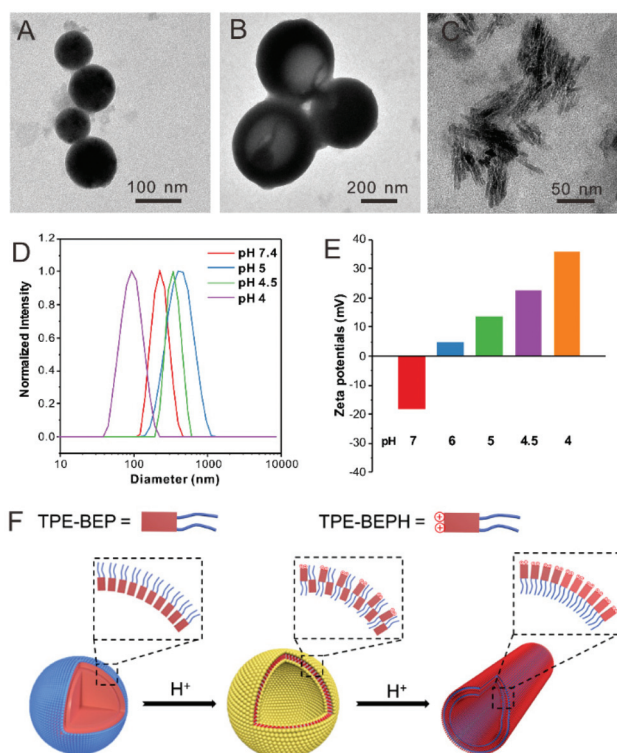 A
B
C
100 nm
200 nm
50 nm
D
Normalized Intensity
1.2
1.0
0.8
0.6
0.4
0.2
0.0
pH 7.4
pH 5
pH 4.5
pH 4
10
100
1000
10000
Diameter (nm)
E
Zeta potentials (mV)
40
30
20
10
0
-10
-20
-30
-40
pH 7 6 5 4.5 4
F
TPE-BEP =
TPE-BEPH =
H⁺
H⁺